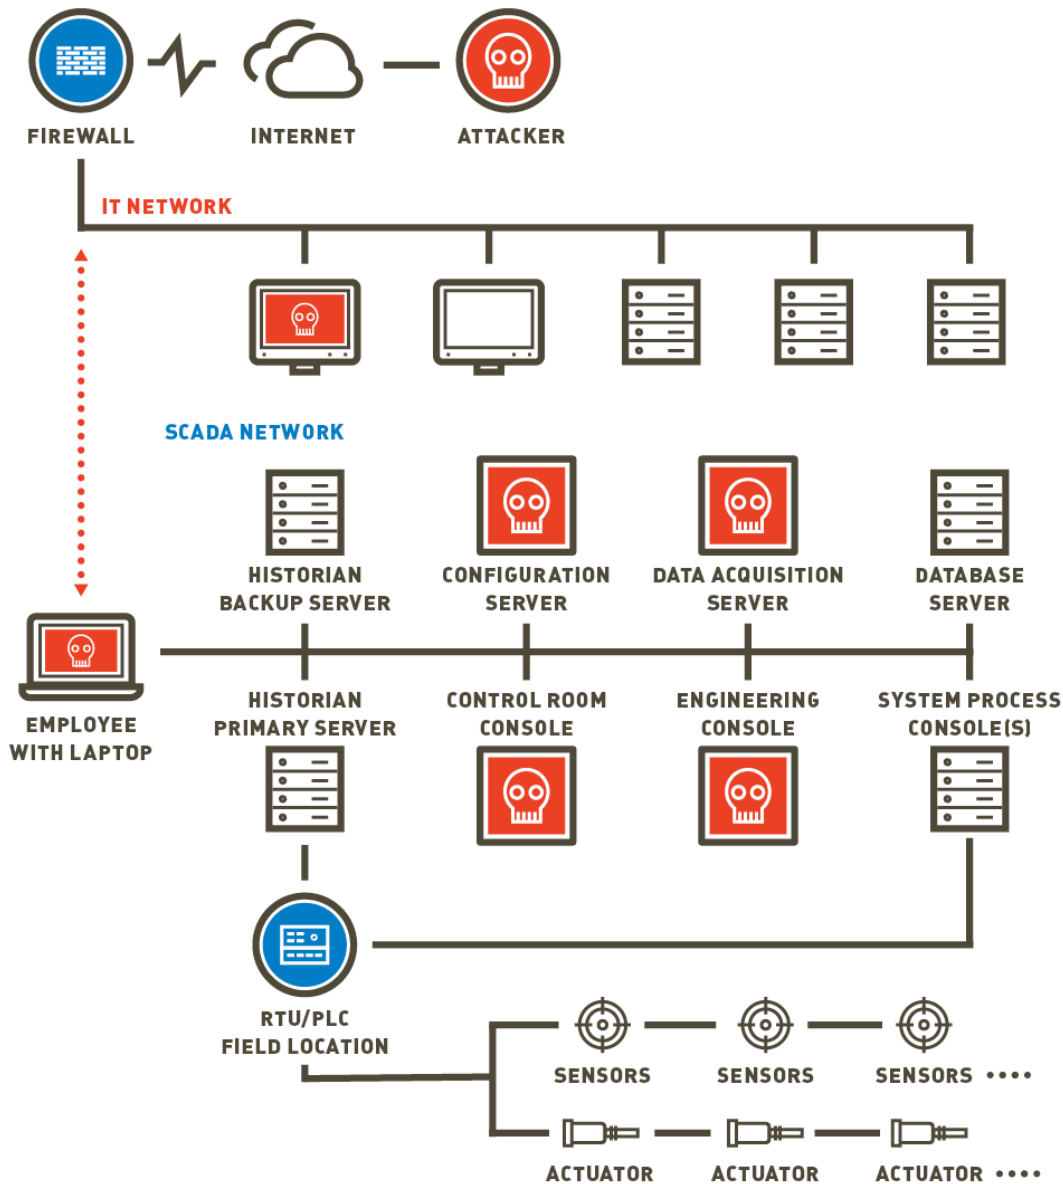 FIREWALL
INTERNET
ATTACKER
IT NETWORK
SCADA NETWORK
HISTORIAN
BACKUP SERVER
CONFIGURATION
SERVER
DATA ACQUISITION
SERVER
DATABASE
SERVER
EMPLOYEE
WITH LAPTOP
HISTORIAN
PRIMARY SERVER
CONTROL ROOM
CONSOLE
ENGINEERING
CONSOLE
SYSTEM PROCESS
CONSOLE(S)
RTU/PLC
FIELD LOCATION
SENSORS
SENSORS
SENSORS ....
ACTUATOR
ACTUATOR
ACTUATOR ....